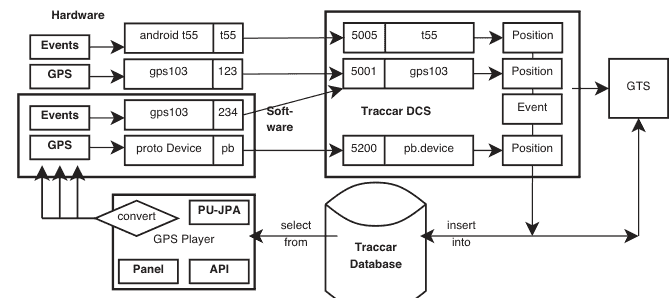 Hardware
Events
android t55
t55
5005
t55
Position
GPS
gps103
123
5001
gps103
Position
GTS
Events
gps103
234
Soft-
ware
Traccar DCS
Event
GPS
proto Device
pb
5200
pb.device
Position
convert
PU-JPA
GPS Player
Panel
API
select
from
Traccar
Database
insert
into